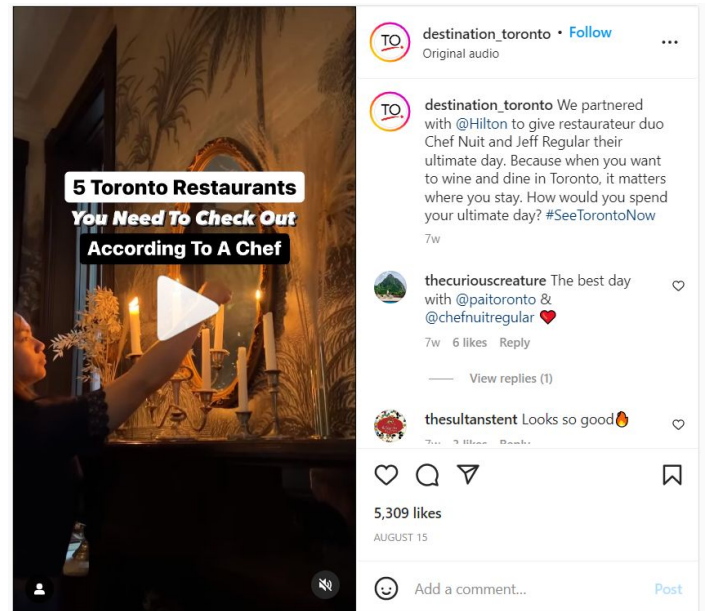 5 Toronto Restaurants
You Need To Check Out
According To A Chef
TO
destination_toronto • Follow
Original audio
TO
destination_toronto We partnered
with @Hilton to give restaurateur duo
Chef Nuit and Jeff Regular their
ultimate day. Because when you want
to wine and dine in Toronto, it matters
where you stay. How would you spend
your ultimate day? #SeeTorontoNow
7w
thecuriouscreature The best day
with @paitoronto &
@chefnuitregular ❤️
7w 6 likes Reply
View replies (1)
thesultanstent Looks so good🔥
7w 2 likes Reply
5,309 likes
AUGUST 15
Add a comment...
Post